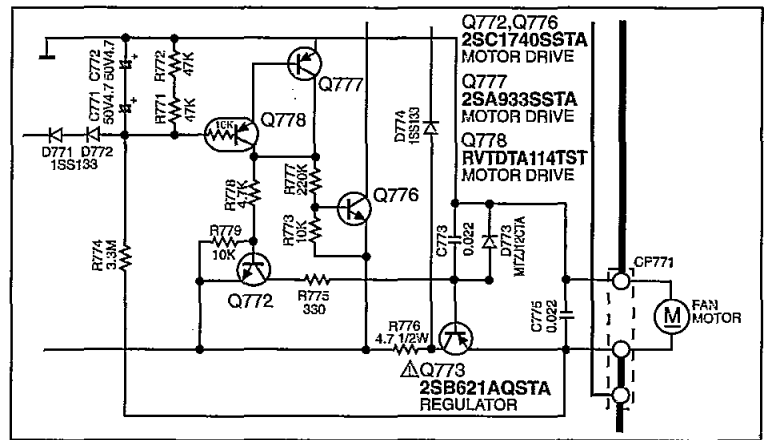 Q772,Q776
2SC1740SSTA
MOTOR DRIVE
Q777
2SA933SSTA
MOTOR DRIVE
Q778
RVTDTA114TST
MOTOR DRIVE
C772
50V4.7
C771
50V4.7
R772
47K
R771
47K
10K
Q778
Q777
D774
1SS133
D771
1SS133
D772
R778
4.7K
R777
220K
Q776
R774
3.3M
R779
10K
R773
10K
C773
0.022
D773
MTZJ12CTA
CP771
Q772
R775
330
C775
0.022
M
FAN
MOTOR
R776
4.7 1/2W
Q773
2SB621AQSTA
REGULATOR